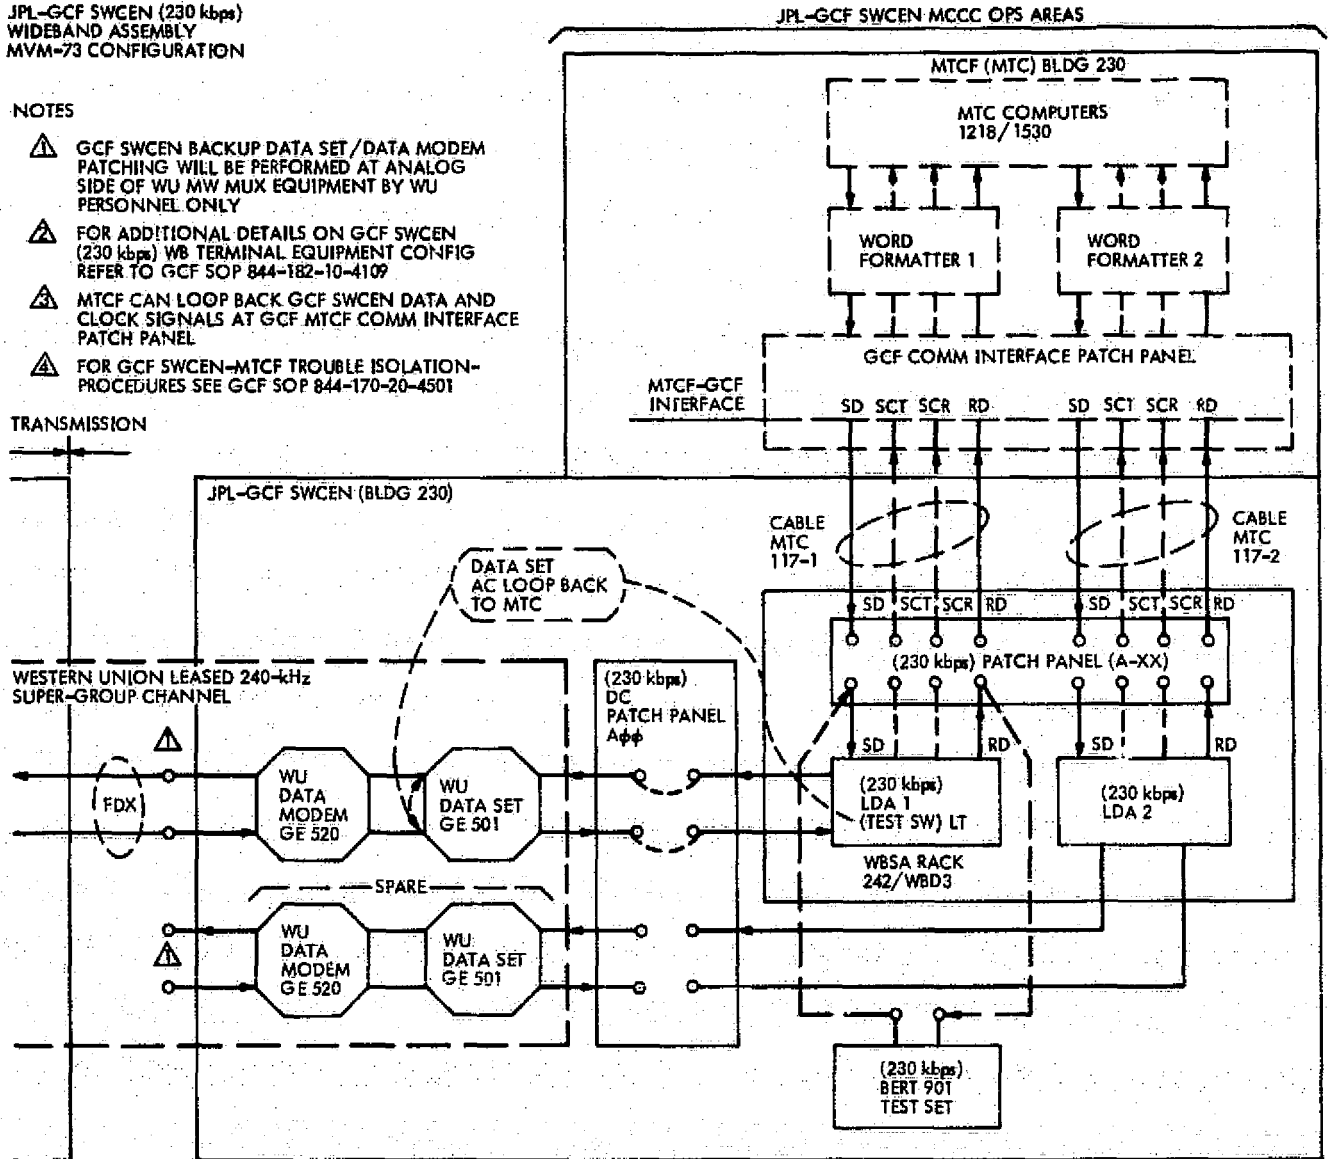 JPL-GCF SWCEN (230 kbps)
WIDEBAND ASSEMBLY
MVM-73 CONFIGURATION
JPL-GCF SWCEN MCCC OPS AREAS
NOTES
1 GCF SWCEN BACKUP DATA SET/DATA MODEM
PATCHING WILL BE PERFORMED AT ANALOG
SIDE OF WU MW MUX EQUIPMENT BY WU
PERSONNEL ONLY
2 FOR ADDITIONAL DETAILS ON GCF SWCEN
(230 kbps) WB TERMINAL EQUIPMENT CONFIG
REFER TO GCF SOP 844-182-10-4109
3 MTCF CAN LOOP BACK GCF SWCEN DATA AND
CLOCK SIGNALS AT GCF MTCF COMM INTERFACE
PATCH PANEL
4 FOR GCF SWCEN-MTCF TROUBLE ISOLATION-
PROCEDURES SEE GCF SOP 844-170-20-4501
TRANSMISSION
MTCF (MTC) BLDG 230
MTC COMPUTERS
1218/1530
WORD
FORMATTER 1
WORD
FORMATTER 2
GCF COMM INTERFACE PATCH PANEL
MTCF-GCF
INTERFACE
SD SCT SCR RD
SD SCT SCR RD
JPL-GCF SWCEN (BLDG 230)
CABLE
MTC
117-1
CABLE
MTC
117-2
DATA SET
AC LOOP BACK
TO MTC
SD SCT SCR RD
SD SCT SCR RD
(230 kbps) PATCH PANEL (A-XX)
WESTERN UNION LEASED 240-kHz
SUPER-GROUP CHANNEL
(230 kbps)
DC
PATCH PANEL
Aϕϕ
SD RD
SD RD
1
FDX
WU
DATA
MODEM
GE 520
WU
DATA SET
GE 501
(230 kbps)
LDA 1
(TEST SW) LT
(230 kbps)
LDA 2
WBSA RACK
242/WBD3
SPARE
1
WU
DATA
MODEM
GE 520
WU
DATA SET
GE 501
(230 kbps)
BERT 901
TEST SET